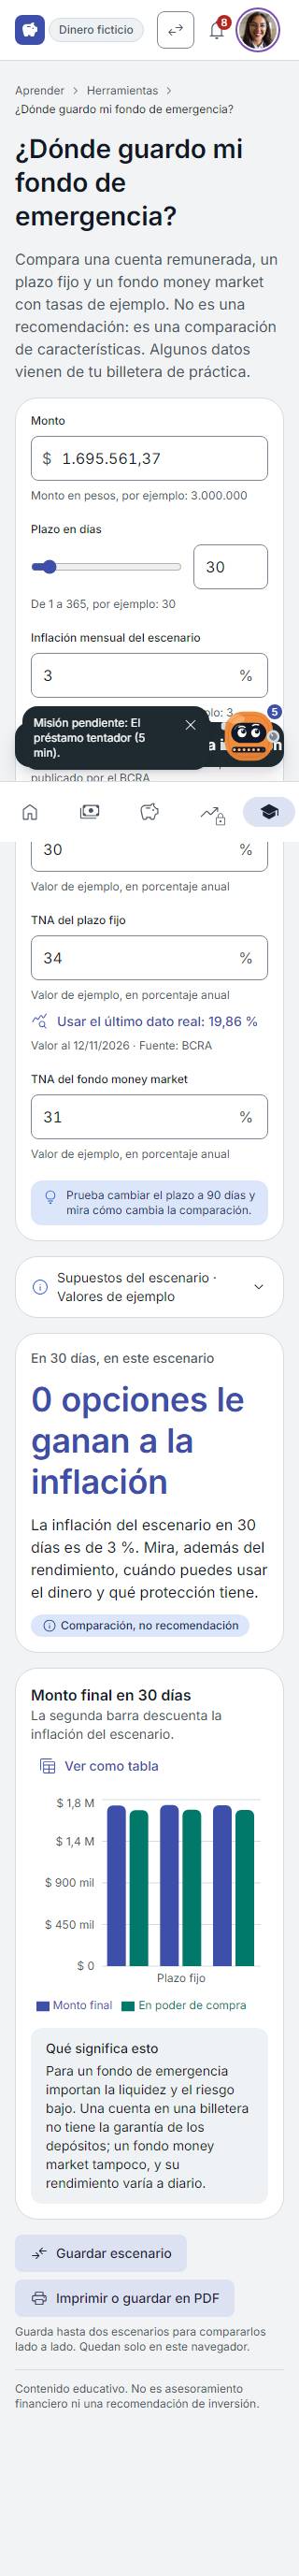 Dinero ficticio
8
Aprender > Herramientas >
¿Dónde guardo mi fondo de emergencia?
¿Dónde guardo mi
fondo de
emergencia?
Compara una cuenta remunerada, un
plazo fijo y un fondo money market
con tasas de ejemplo. No es una
recomendación: es una comparación
de características. Algunos datos
vienen de tu billetera de práctica.
Monto
$ 1.695.561,37
Monto en pesos, por ejemplo: 3.000.000
Plazo en días
30
De 1 a 365, por ejemplo: 30
Inflación mensual del escenario
3 %
5
Misión pendiente: El
préstamo tentador (5
min).
publicado por el BCRA
30 %
Valor de ejemplo, en porcentaje anual
TNA del plazo fijo
34 %
Valor de ejemplo, en porcentaje anual
Usar el último dato real: 19,86 %
Valor al 12/11/2026 · Fuente: BCRA
TNA del fondo money market
31 %
Valor de ejemplo, en porcentaje anual
Prueba cambiar el plazo a 90 días y
mira cómo cambia la comparación.
Supuestos del escenario ·
Valores de ejemplo
En 30 días, en este escenario
0 opciones le
ganan a la
inflación
La inflación del escenario en 30
días es de 3 %. Mira, además del
rendimiento, cuándo puedes usar
el dinero y qué protección tiene.
Comparación, no recomendación
Monto final en 30 días
La segunda barra descuenta la
inflación del escenario.
Ver como tabla
$ 1,8 M
$ 1,4 M
$ 900 mil
$ 450 mil
$ 0
Plazo fijo
Monto final En poder de compra
Qué significa esto
Para un fondo de emergencia
importan la liquidez y el riesgo
bajo. Una cuenta en una billetera
no tiene la garantía de los
depósitos; un fondo money
market tampoco, y su
rendimiento varía a diario.
Guardar escenario
Imprimir o guardar en PDF
Guarda hasta dos escenarios para compararlos
lado a lado. Quedan solo en este navegador.
Contenido educativo. No es asesoramiento
financiero ni una recomendación de inversión.